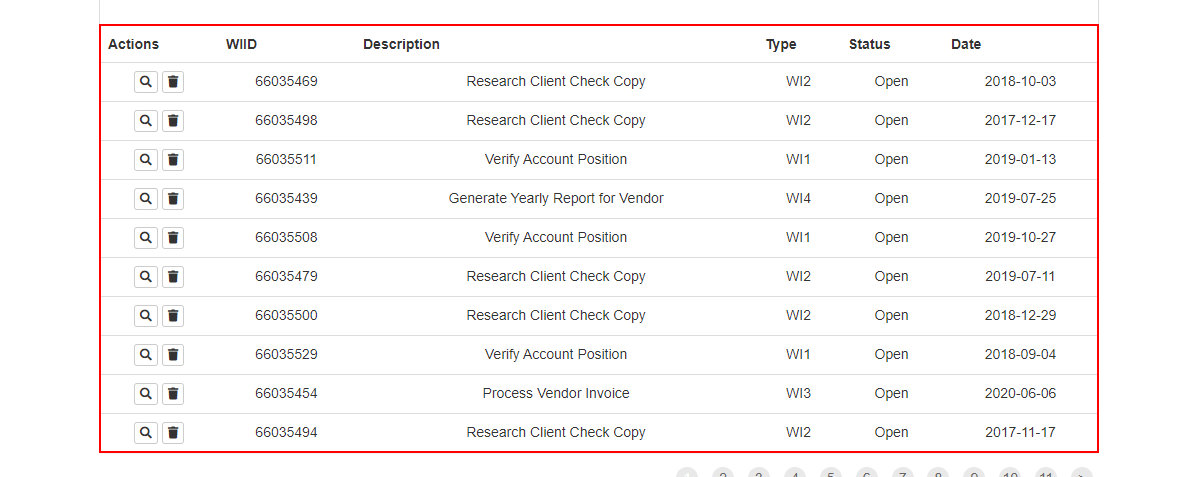 Actions WIID Description Type Status Date
66035469 Research Client Check Copy WI2 Open 2018-10-03
66035498 Research Client Check Copy WI2 Open 2017-12-17
66035511 Verify Account Position WI1 Open 2019-01-13
66035439 Generate Yearly Report for Vendor WI4 Open 2019-07-25
66035508 Verify Account Position WI1 Open 2019-10-27
66035479 Research Client Check Copy WI2 Open 2019-07-11
66035500 Research Client Check Copy WI2 Open 2018-12-29
66035529 Verify Account Position WI1 Open 2018-09-04
66035454 Process Vendor Invoice WI3 Open 2020-06-06
66035494 Research Client Check Copy WI2 Open 2017-11-17
1 2 3 4 5 6 7 8 9 10 11 >